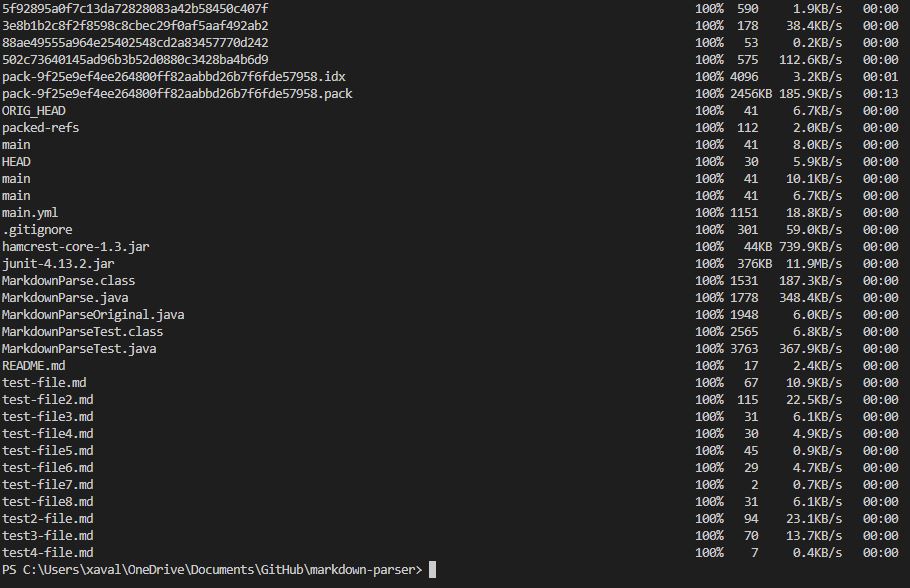 5f92895a0f7c13da72828083a42b58450c407f 100% 590 1.9KB/s 00:00
3e8b1b2c8f2f8598c8cbec29f0af5aaf492ab2 100% 178 38.4KB/s 00:00
88ae49555a964e25402548cd2a83457770d242 100% 53 0.2KB/s 00:00
502c73640145ad96b3b52d0880c3428ba4b6d9 100% 575 112.6KB/s 00:00
pack-9f25e9ef4ee264800ff82aabbd26b7f6fde57958.idx 100% 4096 3.2KB/s 00:01
pack-9f25e9ef4ee264800ff82aabbd26b7f6fde57958.pack 100% 2456KB 185.9KB/s 00:13
ORIG_HEAD 100% 41 6.7KB/s 00:00
packed-refs 100% 112 2.0KB/s 00:00
main 100% 41 8.0KB/s 00:00
HEAD 100% 30 5.9KB/s 00:00
main 100% 41 10.1KB/s 00:00
main 100% 41 6.7KB/s 00:00
main.yml 100% 1151 18.8KB/s 00:00
.gitignore 100% 301 59.0KB/s 00:00
hamcrest-core-1.3.jar 100% 44KB 739.9KB/s 00:00
junit-4.13.2.jar 100% 376KB 11.9MB/s 00:00
MarkdownParse.class 100% 1531 187.3KB/s 00:00
MarkdownParse.java 100% 1778 348.4KB/s 00:00
MarkdownParseOriginal.java 100% 1948 6.0KB/s 00:00
MarkdownParseTest.class 100% 2565 6.8KB/s 00:00
MarkdownParseTest.java 100% 3763 367.9KB/s 00:00
README.md 100% 17 2.4KB/s 00:00
test-file.md 100% 67 10.9KB/s 00:00
test-file2.md 100% 115 22.5KB/s 00:00
test-file3.md 100% 31 6.1KB/s 00:00
test-file4.md 100% 30 4.9KB/s 00:00
test-file5.md 100% 45 0.9KB/s 00:00
test-file6.md 100% 29 4.7KB/s 00:00
test-file7.md 100% 2 0.7KB/s 00:00
test-file8.md 100% 31 6.1KB/s 00:00
test2-file.md 100% 94 23.1KB/s 00:00
test3-file.md 100% 70 13.7KB/s 00:00
test4-file.md 100% 7 0.4KB/s 00:00
PS C:\Users\xaval\OneDrive\Documents\GitHub\markdown-parser>